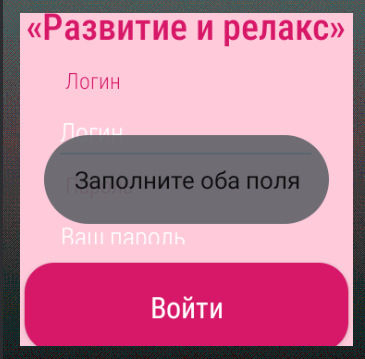 «Развитие и релакс»
Логин
Логин
Заполните оба поля
Ваш пароль
Войти